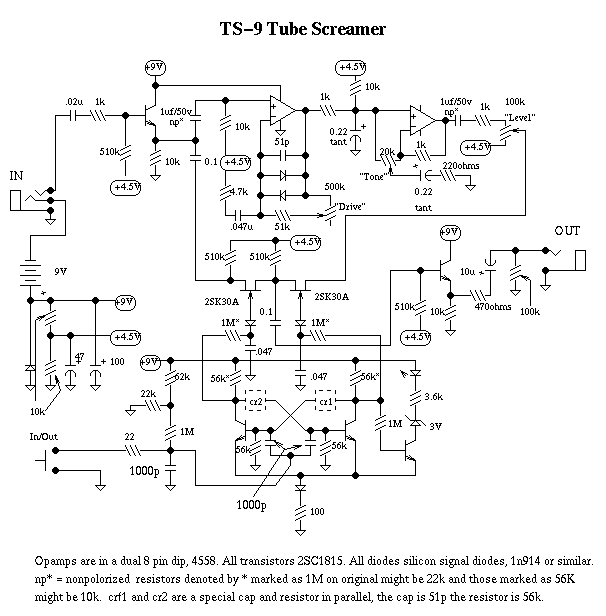 TS-9 Tube Screamer
+9V
+4.5V
.02u
1k
1uf/50v
np*
10k
51p
1k
10k
0.22
tant
1uf/50v
np*
1k
100k
"Level"
510k
10k
0.1
+4.5V
4.7k
20k
1k
+4.5V
+4.5V
"Tone"
+
0.22
220ohms
tant
500k
"Drive"
.047u
51k
IN
OUT
+9V
9V
+
510k
510k
+4.5V
2SK30A
2SK30A
10u
+
510k
10k
470ohms
100k
+4.5V
1M*
0.1
1M*
+9V
+4.5V
47
+
+ 100
10k
.047
.047
+9V
62k
56k*
56k*
3.6k
22k
cr2
cr1
3V
1M
1M
In/Out
22
56k
56k
1000p
1000p
100
Opamps are in a dual 8 pin dip, 4558. All transistors 2SC1815. All diodes silicon signal diodes, 1n914 or similar.
np* = nonpolorized resistors denoted by * marked as 1M on original might be 22k and those marked as 56K
might be 10k. crf1 and cr2 are a special cap and resistor in parallel, the cap is 51p the resistor is 56k.